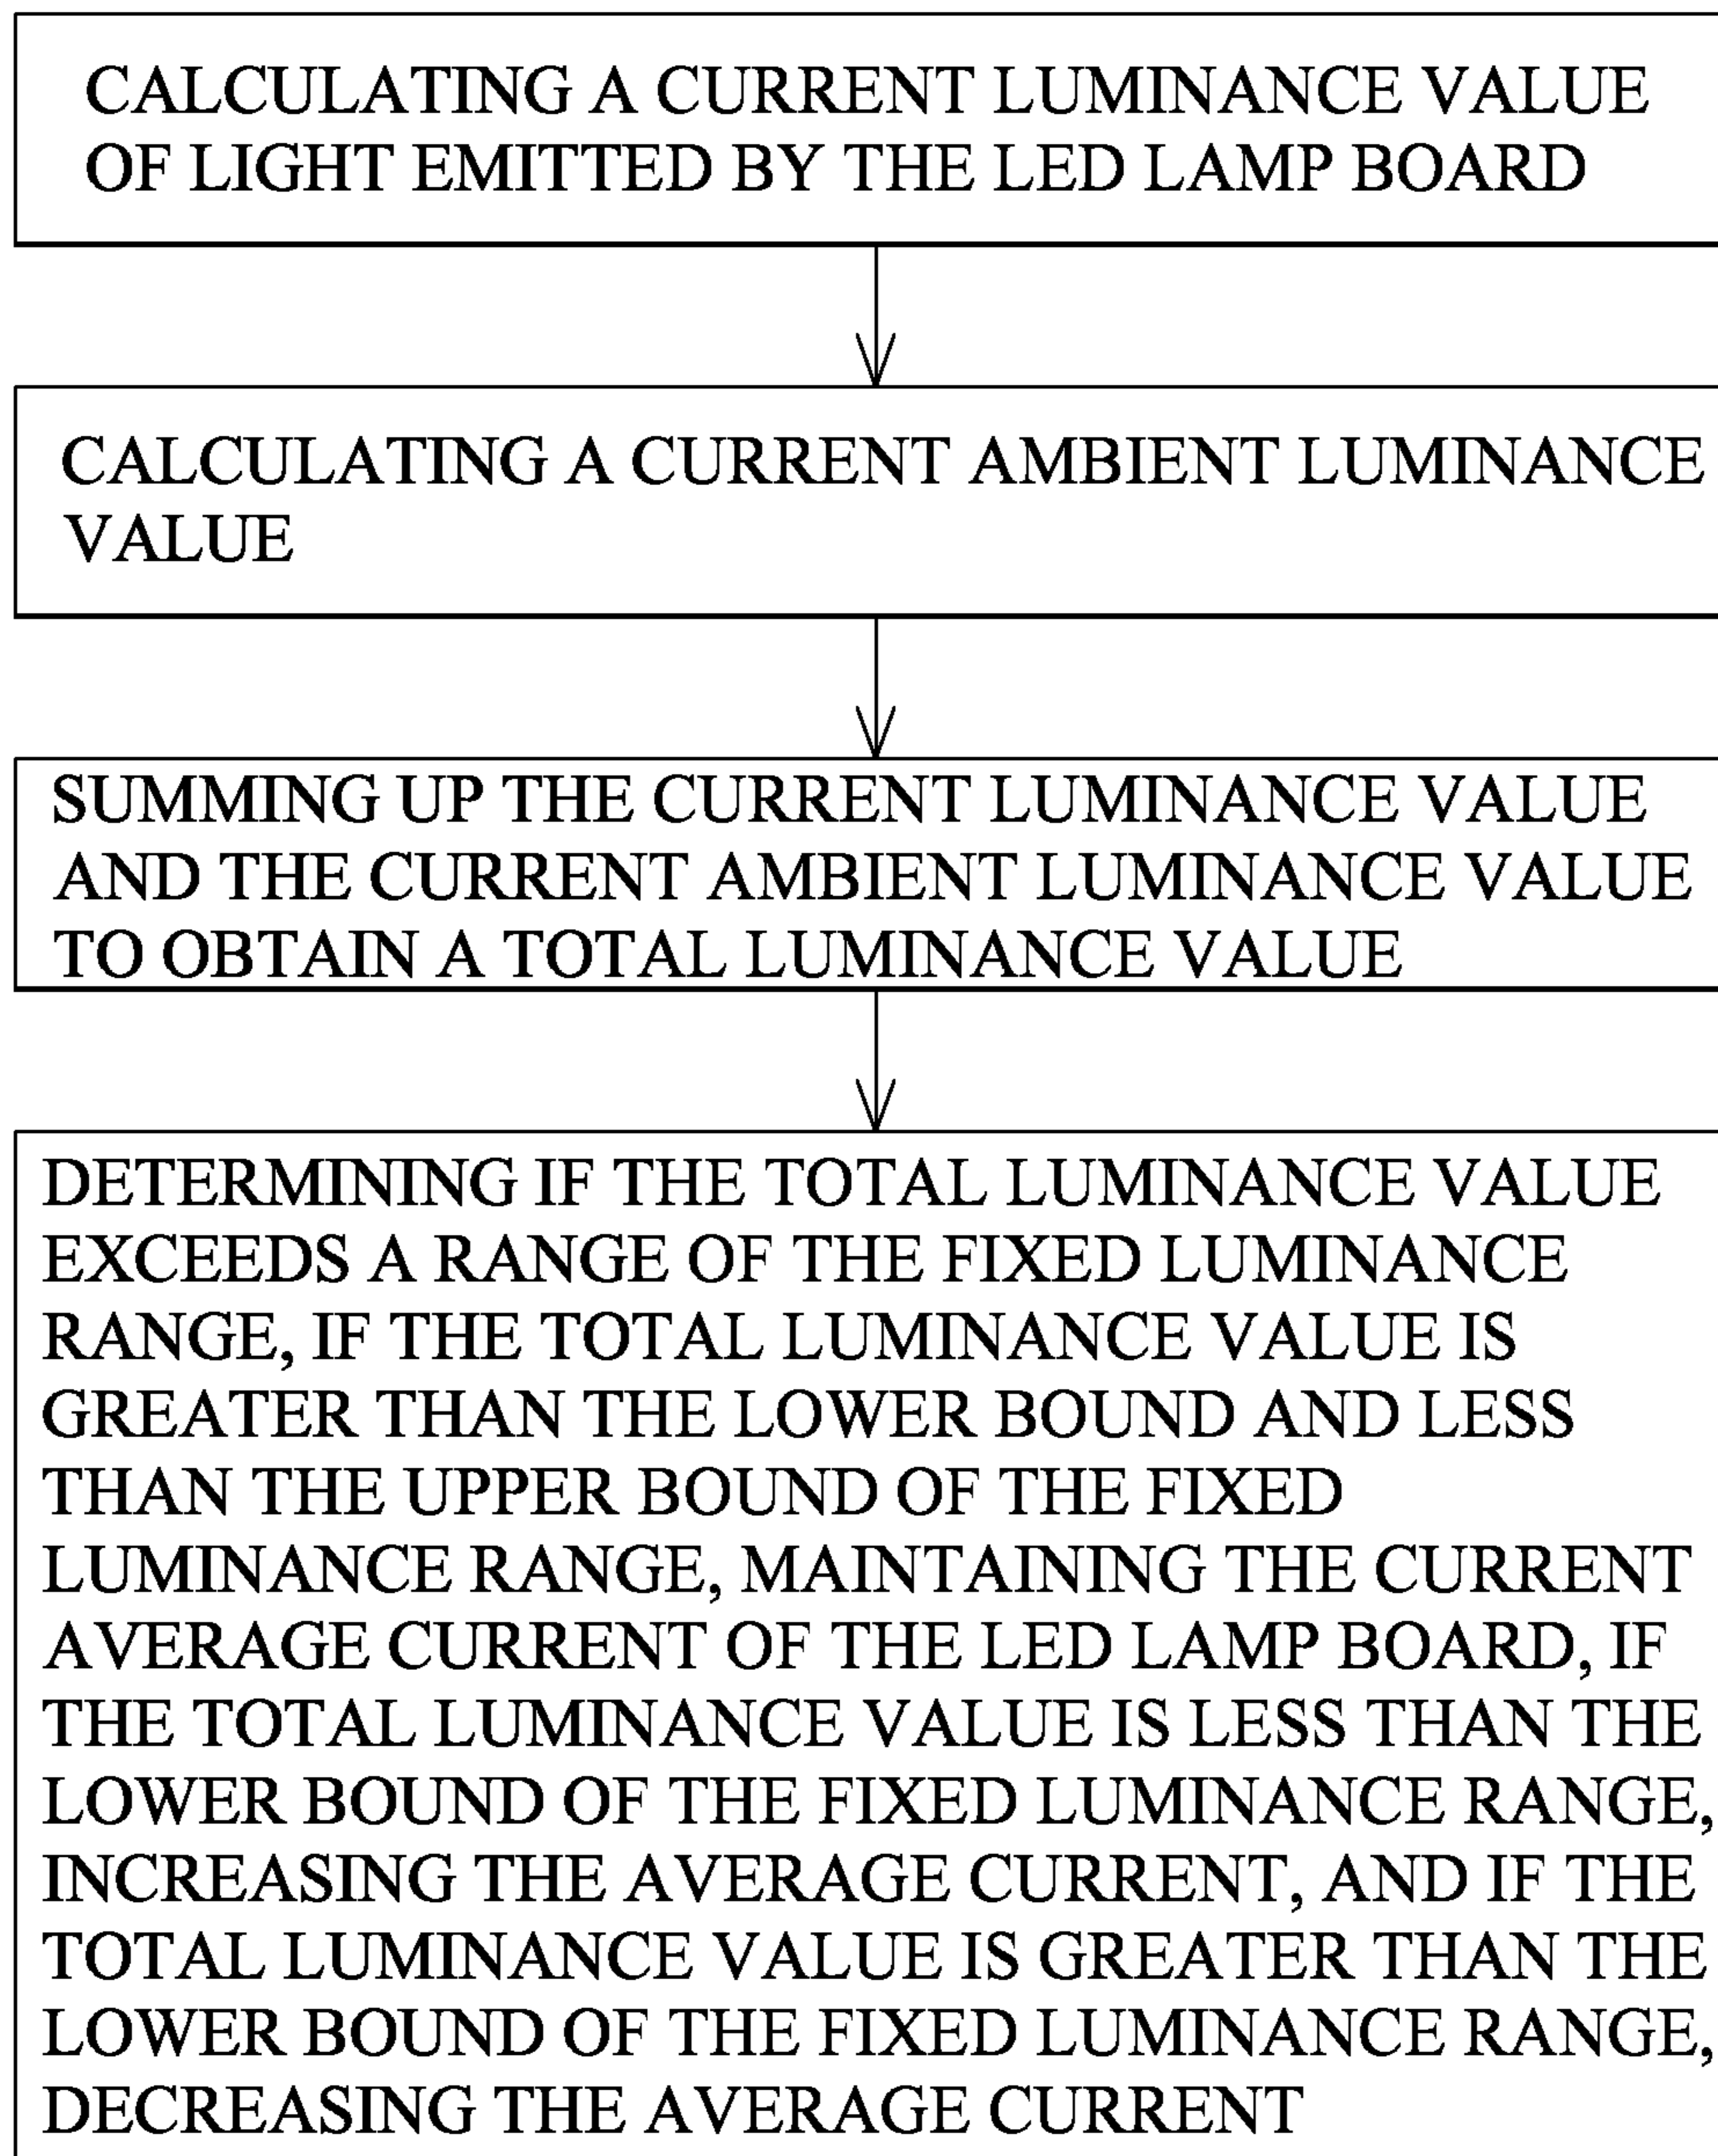 CALCULATING A CURRENT LUMINANCE VALUE
OF LIGHT EMITTED BY THE LED LAMP BOARD
CALCULATING A CURRENT AMBIENT LUMINANCE
VALUE
SUMMING UP THE CURRENT LUMINANCE VALUE
AND THE CURRENT AMBIENT LUMINANCE VALUE
TO OBTAIN A TOTAL LUMINANCE VALUE
DETERMINING IF THE TOTAL LUMINANCE VALUE
EXCEEDS A RANGE OF THE FIXED LUMINANCE
RANGE, IF THE TOTAL LUMINANCE VALUE IS
GREATER THAN THE LOWER BOUND AND LESS
THAN THE UPPER BOUND OF THE FIXED
LUMINANCE RANGE, MAINTAINING THE CURRENT
AVERAGE CURRENT OF THE LED LAMP BOARD, IF
THE TOTAL LUMINANCE VALUE IS LESS THAN THE
LOWER BOUND OF THE FIXED LUMINANCE RANGE,
INCREASING THE AVERAGE CURRENT, AND IF THE
TOTAL LUMINANCE VALUE IS GREATER THAN THE
LOWER BOUND OF THE FIXED LUMINANCE RANGE,
DECREASING THE AVERAGE CURRENT